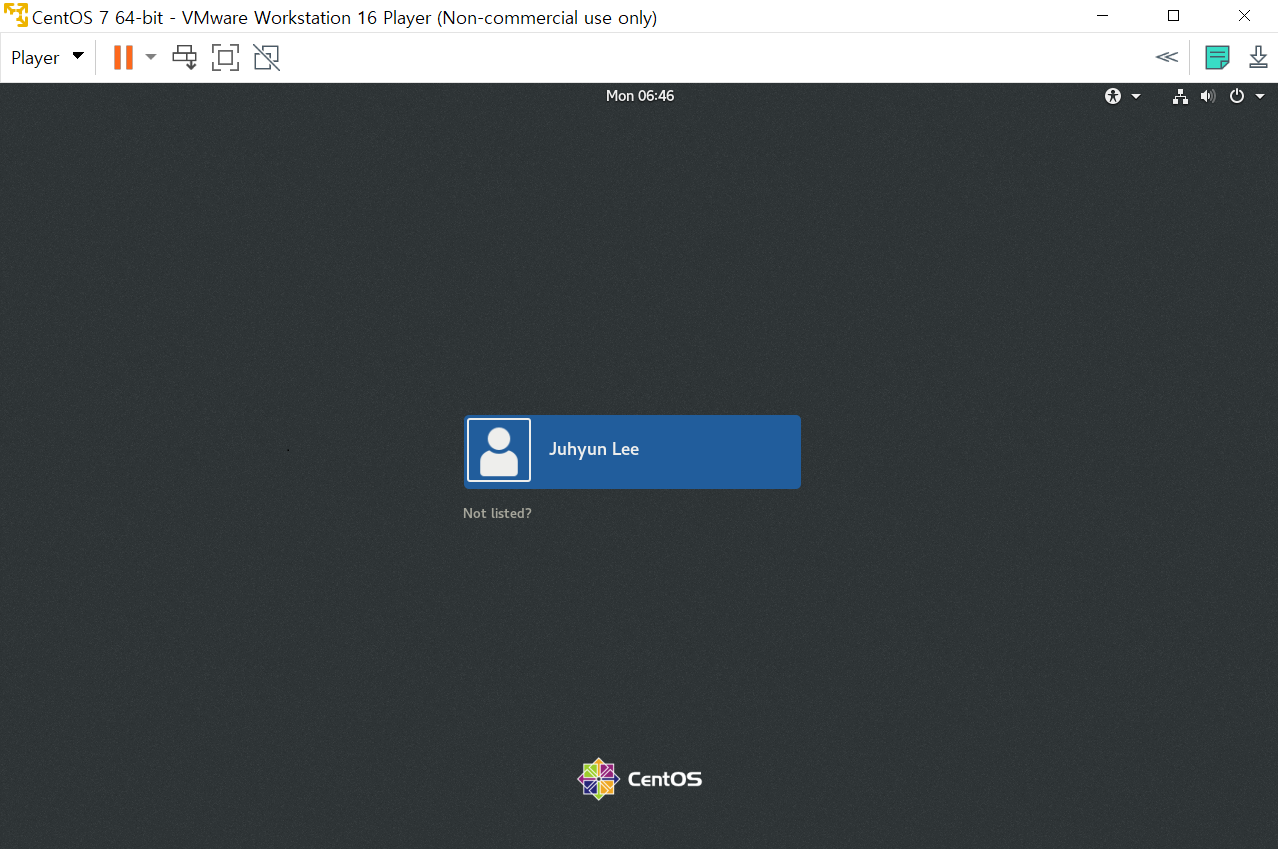 CentOS 7 64-bit - VMware Workstation 16 Player (Non-commercial use only)
Player
Mon 06:46
Juhyun Lee
Not listed?
CentOS